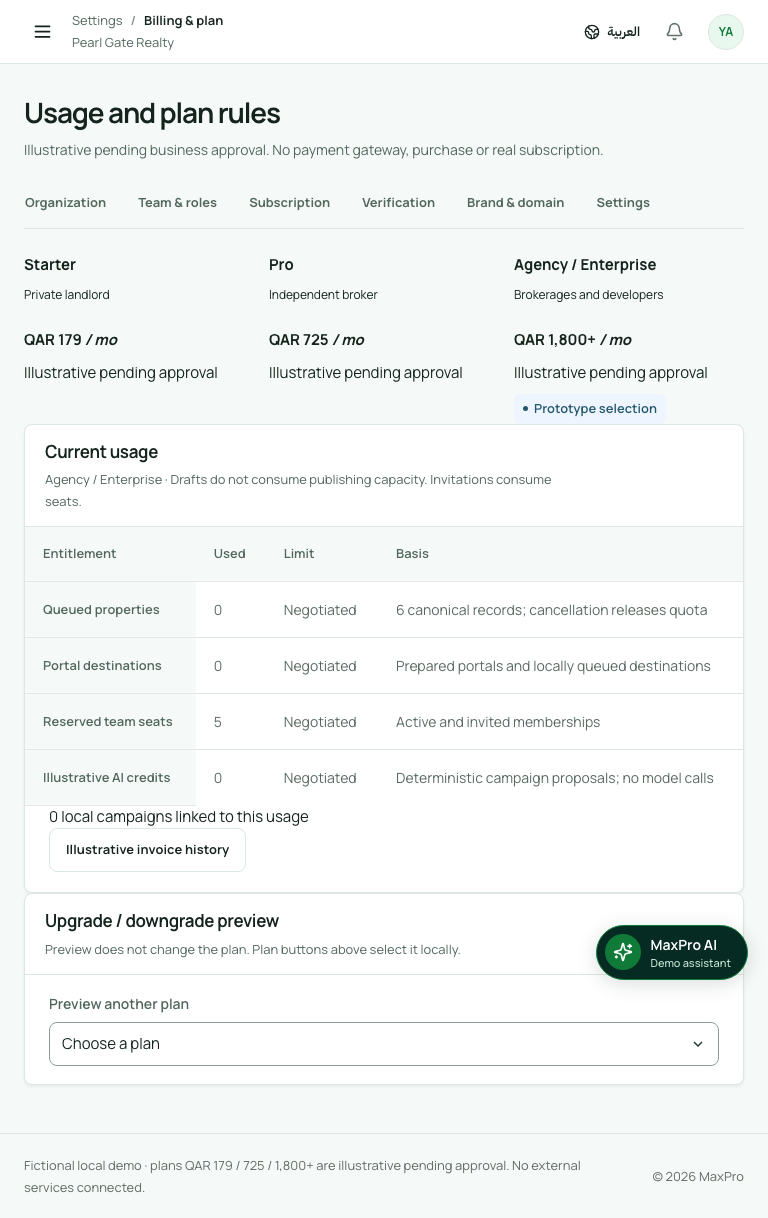 Settings / Billing & plan
Pearl Gate Realty
العربية
YA
Usage and plan rules
Illustrative pending business approval. No payment gateway, purchase or real subscription.
Organization Team & roles Subscription Verification Brand & domain Settings
Starter
Private landlord
QAR 179 / mo
Illustrative pending approval
Pro
Independent broker
QAR 725 / mo
Illustrative pending approval
Agency / Enterprise
Brokerages and developers
QAR 1,800+ / mo
Illustrative pending approval
Prototype selection
Current usage
Agency / Enterprise · Drafts do not consume publishing capacity. Invitations consume
seats.
Entitlement Used Limit Basis
Queued properties 0 Negotiated 6 canonical records; cancellation releases quota
Portal destinations 0 Negotiated Prepared portals and locally queued destinations
Reserved team seats 5 Negotiated Active and invited memberships
Illustrative AI credits 0 Negotiated Deterministic campaign proposals; no model calls
0 local campaigns linked to this usage
Illustrative invoice history
Upgrade / downgrade preview
Preview does not change the plan. Plan buttons above select it locally.
MaxPro AI
Demo assistant
Preview another plan
Choose a plan
Fictional local demo · plans QAR 179 / 725 / 1,800+ are illustrative pending approval. No external
services connected.
© 2026 MaxPro